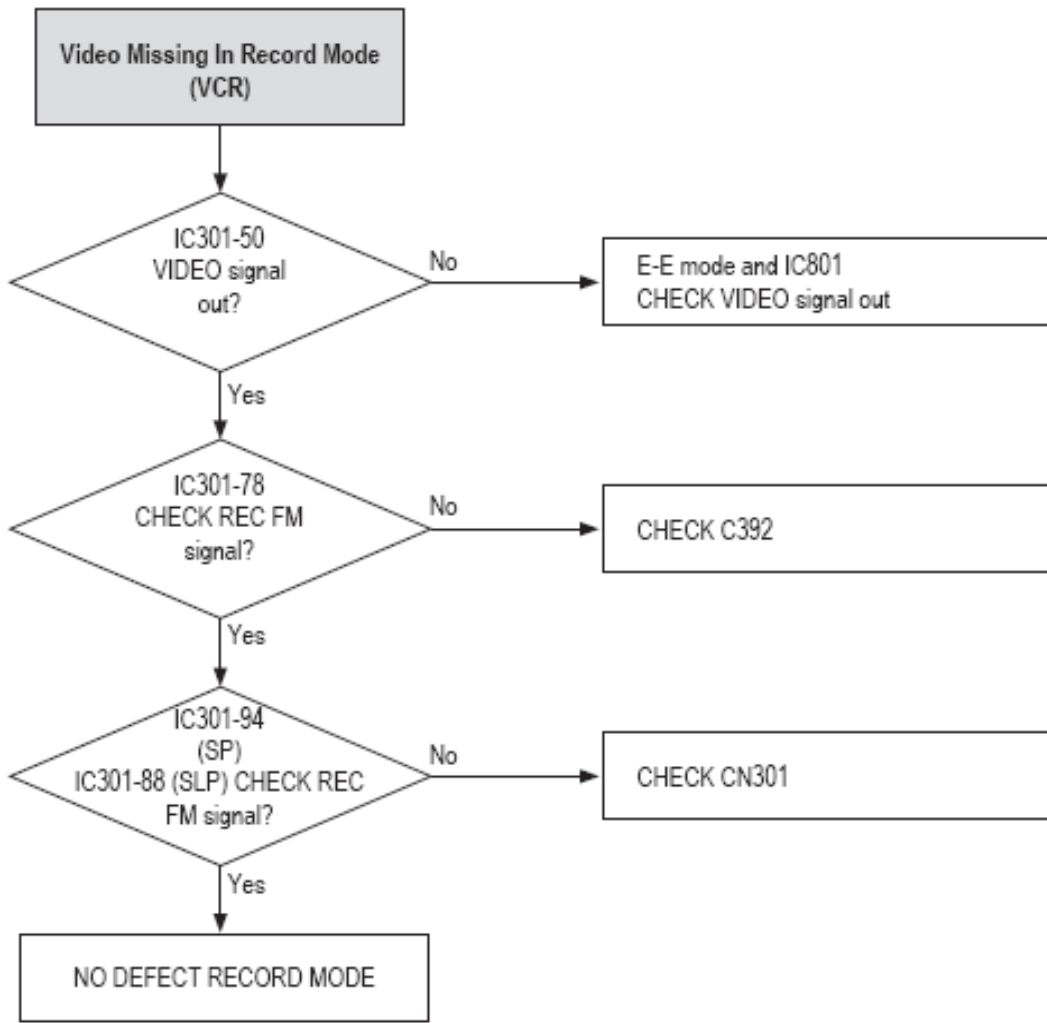 Video Missing In Record Mode
(VCR)
IC301-50
VIDEO signal
out?
No
E-E mode and IC801
CHECK VIDEO signal out
Yes
IC301-78
CHECK REC FM
signal?
No
CHECK C392
Yes
IC301-94
(SP)
IC301-88 (SLP) CHECK REC
FM signal?
No
CHECK CN301
Yes
NO DEFECT RECORD MODE